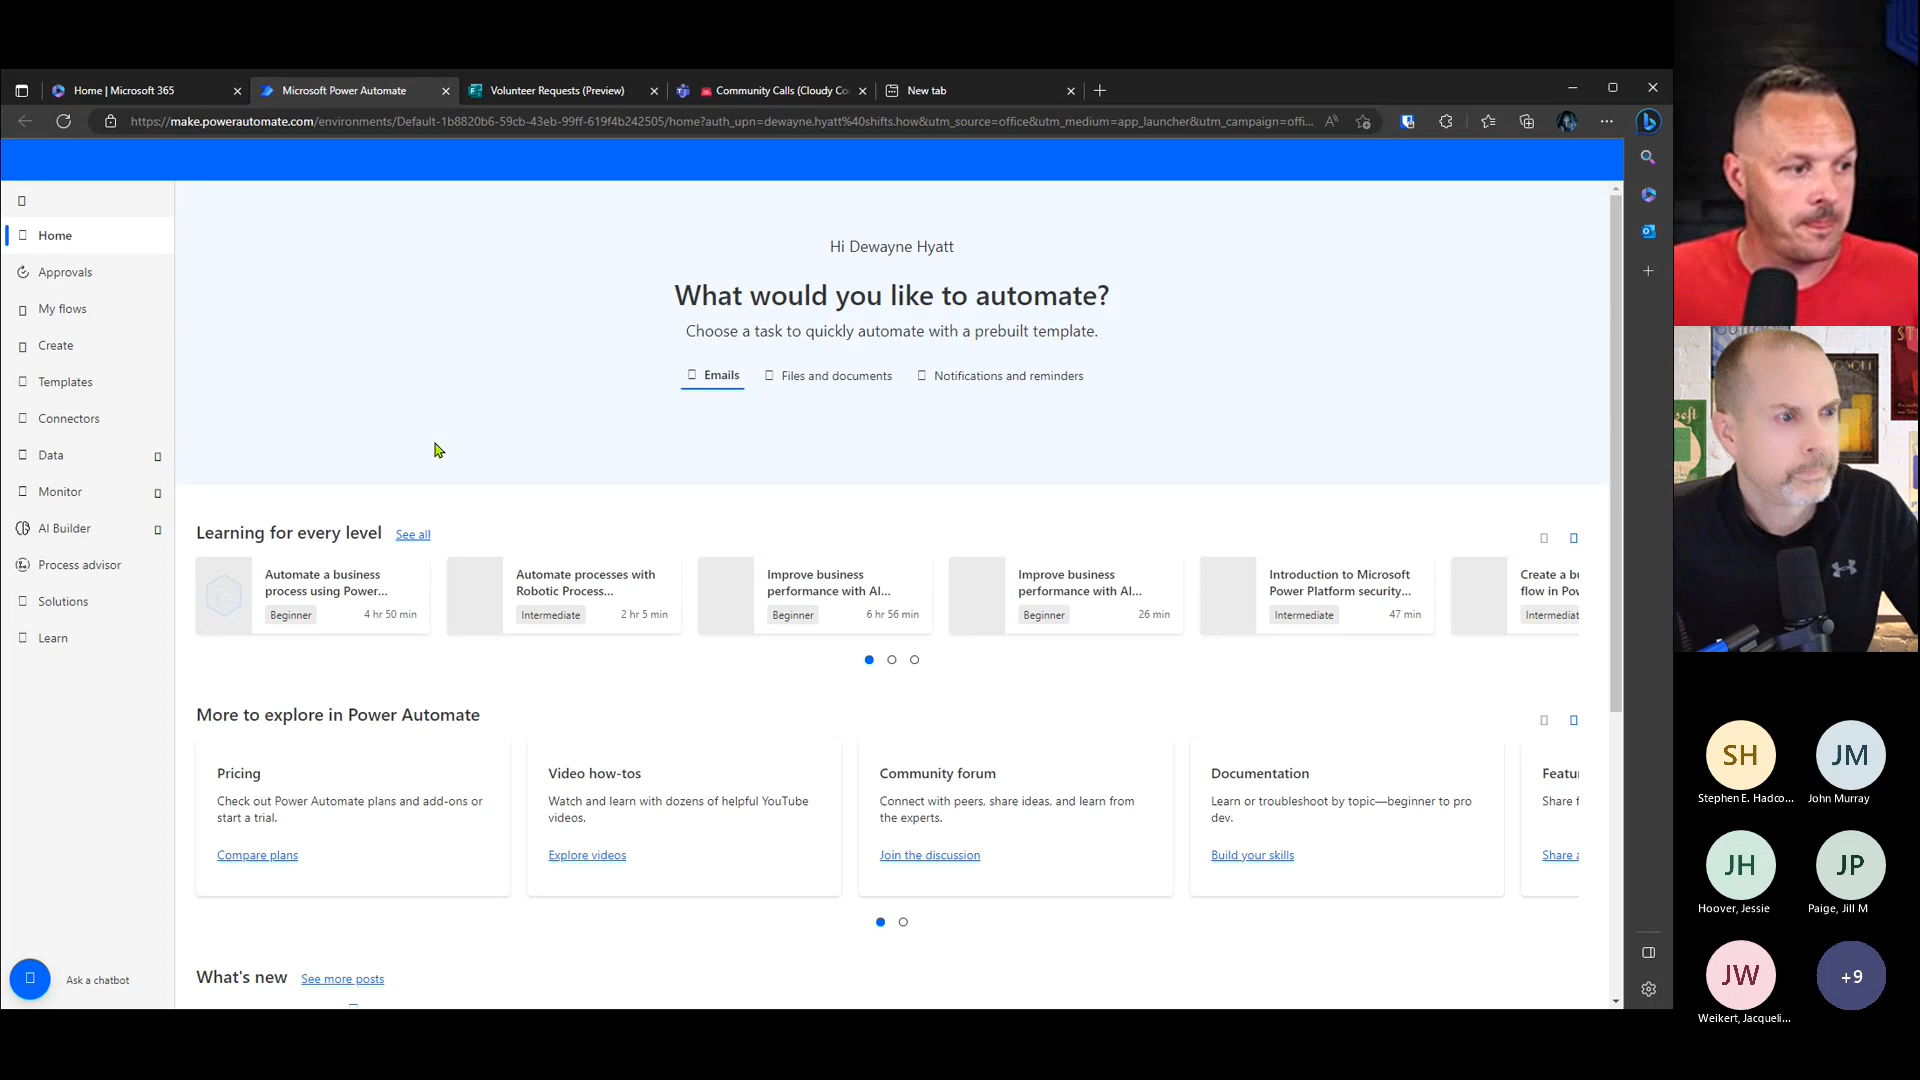 Home | Microsoft 365
Microsoft Power Automate
Volunteer Requests (Preview)
Community Calls (Cloudy Co
New tab
https://make.powerautomate.com/environments/Default-1b8820b6-59cb-43eb-99ff-619f4b242505/home?auth_upn=dewayne.hyatt%40shifts.how&utm_source=office&utm_medium=app_launcher&utm_campaign=offi...
Home
Approvals
My flows
Create
Templates
Connectors
Data
Monitor
AI Builder
Process advisor
Solutions
Learn
Ask a chatbot
Hi Dewayne Hyatt
What would you like to automate?
Choose a task to quickly automate with a prebuilt template.
Emails
Files and documents
Notifications and reminders
Learning for every level
See all
Automate a business
process using Power...
Beginner
4 hr 50 min
Automate processes with
Robotic Process...
Intermediate
2 hr 5 min
Improve business
performance with AI...
Beginner
6 hr 56 min
Improve business
performance with AI...
Beginner
26 min
Introduction to Microsoft
Power Platform security...
Intermediate
47 min
Create a bu
flow in Pow
Intermediat
More to explore in Power Automate
Pricing
Check out Power Automate plans and add-ons or
start a trial.
Compare plans
Video how-tos
Watch and learn with dozens of helpful YouTube
videos.
Explore videos
Community forum
Connect with peers, share ideas, and learn from
the experts.
Join the discussion
Documentation
Learn or troubleshoot by topic—beginner to pro
dev.
Build your skills
Featur
Share f
Share a
What's new
See more posts
SH
Stephen E. Hadco...
JM
John Murray
JH
Hoover, Jessie
JP
Paige, Jill M
JW
Weikert, Jacqueli...
+9